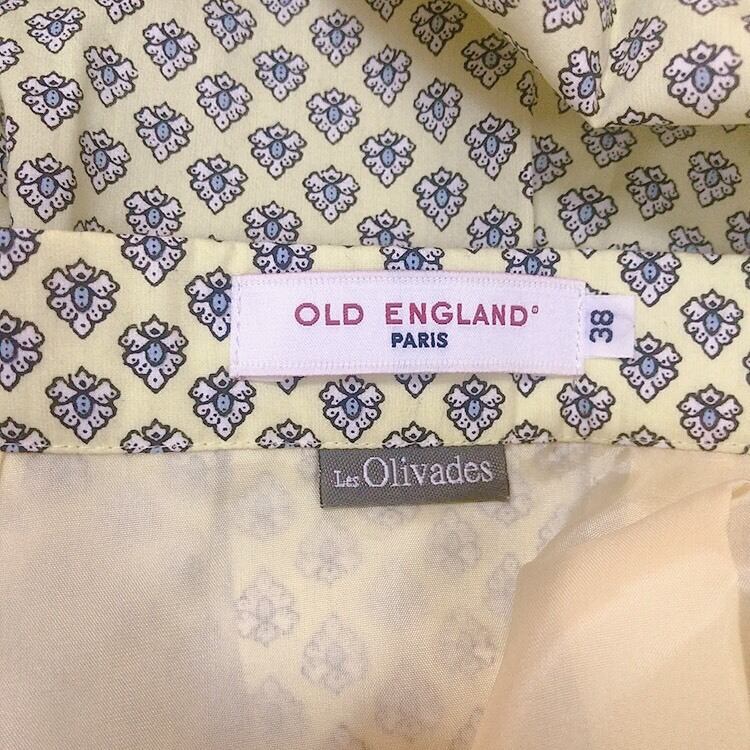 OLD ENGLAND®
PARIS
38
Les Olivades